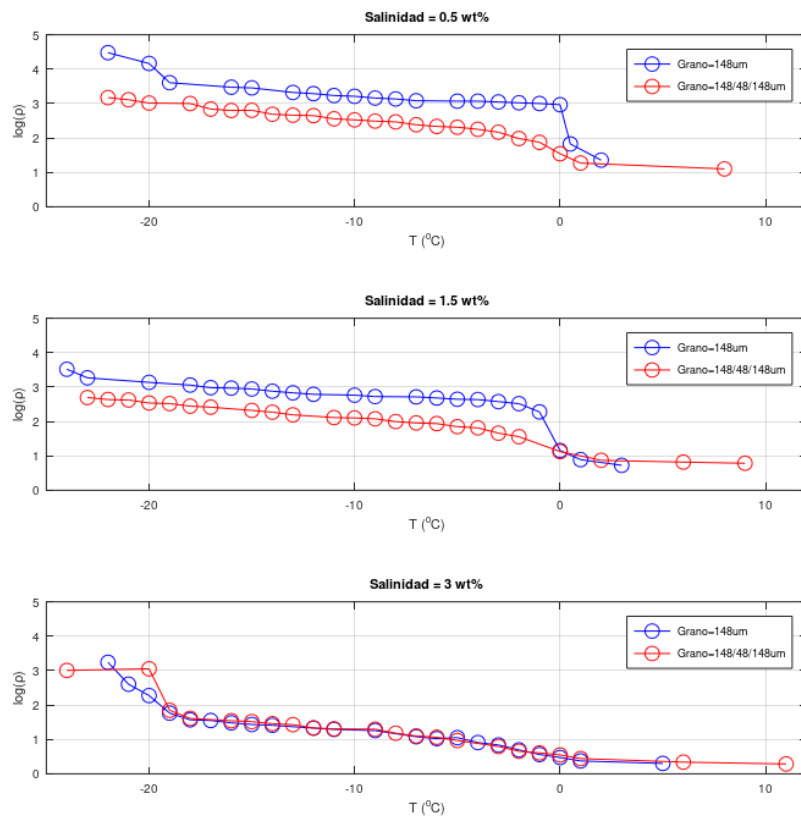 Salinidad = 0.5 wt%
5
4
3
2
1
0
log(ρ)
-20
-10
0
10
T (°C)
Grano=148um
Grano=148/48/148um
Salinidad = 1.5 wt%
5
4
3
2
1
0
log(ρ)
-20
-10
0
10
T (°C)
Grano=148um
Grano=148/48/148um
Salinidad = 3 wt%
5
4
3
2
1
0
log(ρ)
-20
-10
0
10
T (°C)
Grano=148um
Grano=148/48/148um